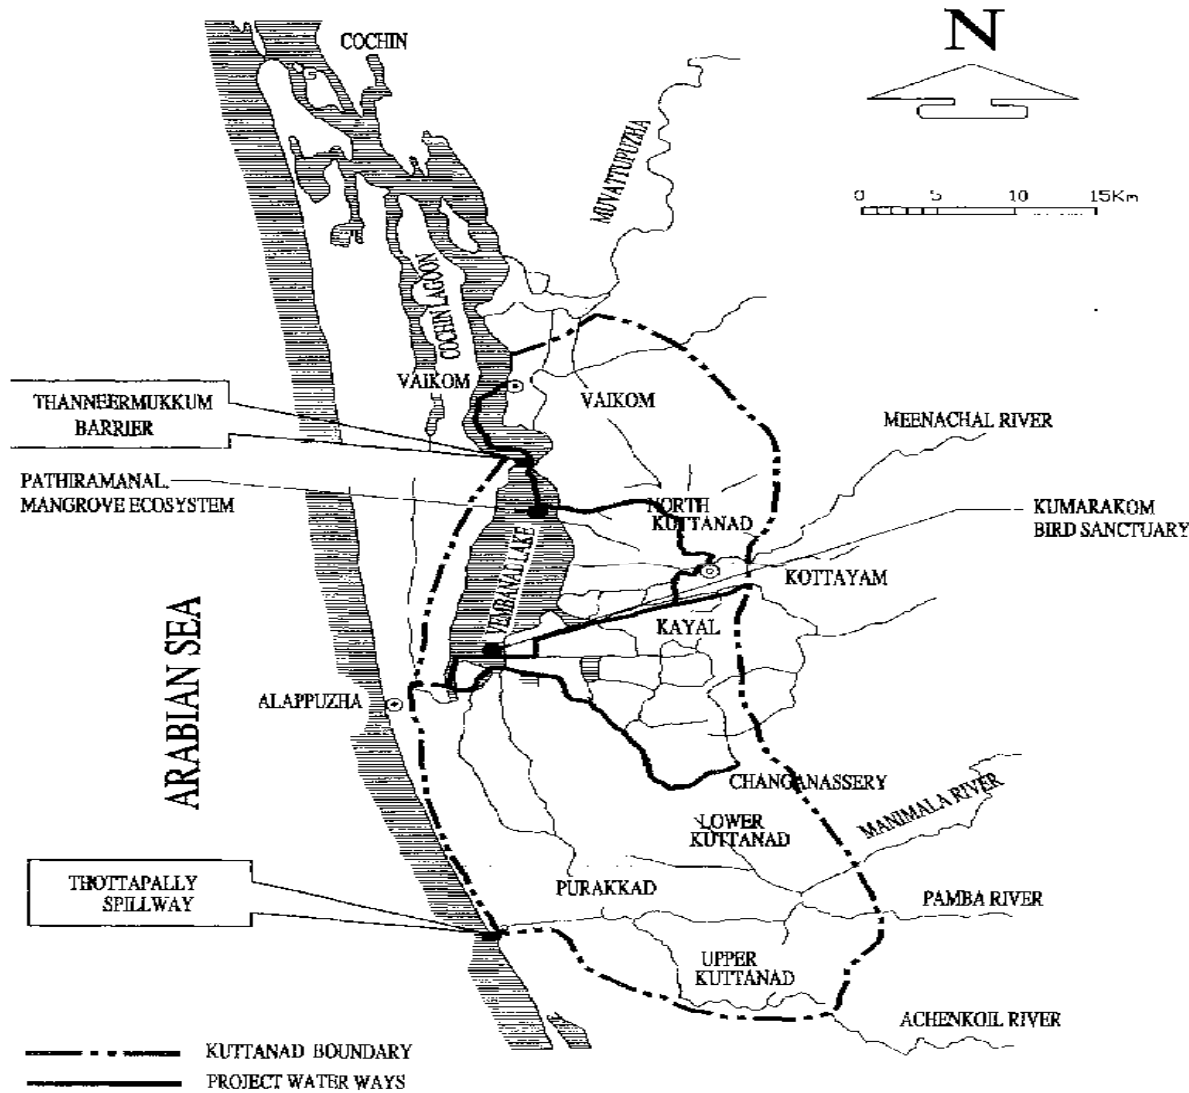 N
COCHIN
MUVATTUPUZHA
0 5 10 15Km
COCHIN LAGOON
VAIKOM
VAIKOM
THANNEERMUKKUM
BARRIER
MEENACHAL RIVER
PATHIRAMANAL.
MANGROVE ECOSYSTEM
NORTH
KUTTANAD
KUMARAKOM
BIRD SANCTUARY
VEMBANAD LAKE
KOTTAYAM
KAYAL
ARABIAN SEA
ALAPPUZHA
CHANGANASSERY
MANIMALA RIVER
LOWER
KUTTANAD
THOTTAPALLY
SPILLWAY
PURAKKAD
PAMBA RIVER
UPPER
KUTTANAD
ACHENKOIL RIVER
KUTTANAD BOUNDARY
PROJECT WATER WAYS